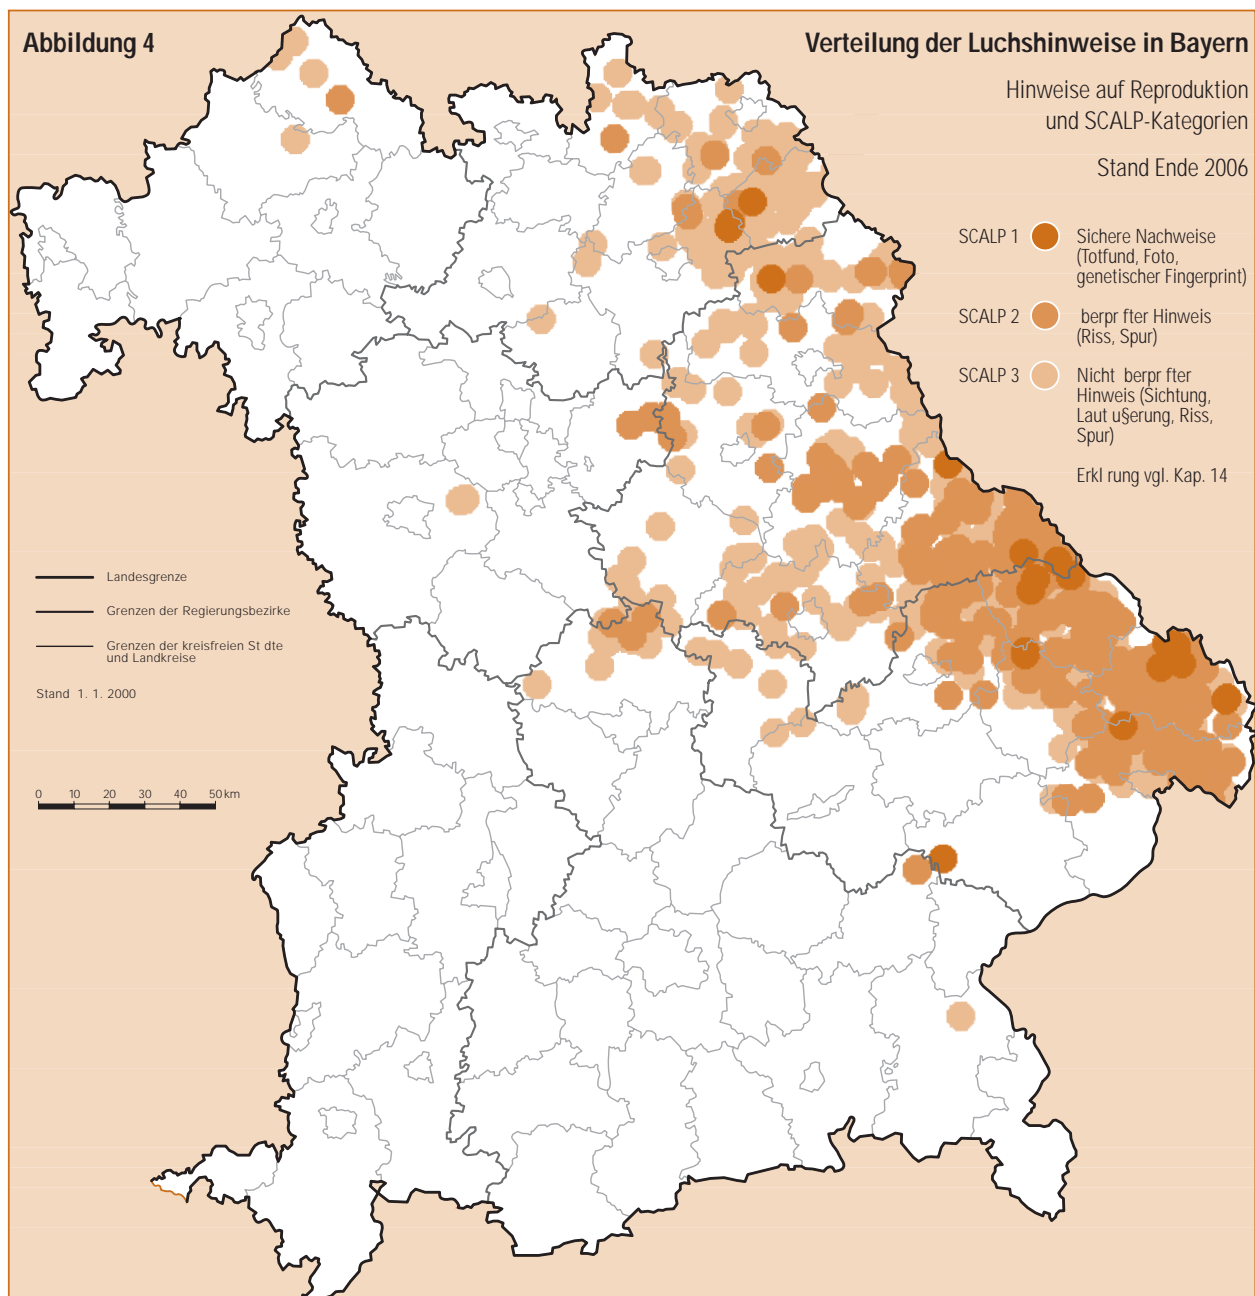 Abbildung 4
Verteilung der Luchshinweise in Bayern
Hinweise auf Reproduktion
und SCALP-Kategorien
Stand Ende 2006
SCALP 1
Sichere Nachweise
(Totfund, Foto,
genetischer Fingerprint)
SCALP 2
berpr fter Hinweis
(Riss, Spur)
SCALP 3
Nicht berpr fter
Hinweis (Sichtung,
Laut u§erung, Riss,
Spur)
Erkl rung vgl. Kap. 14
Landesgrenze
Grenzen der Regierungsbezirke
Grenzen der kreisfreien St dte
und Landkreise
Stand 1. 1. 2000
0 10 20 30 40 50 km